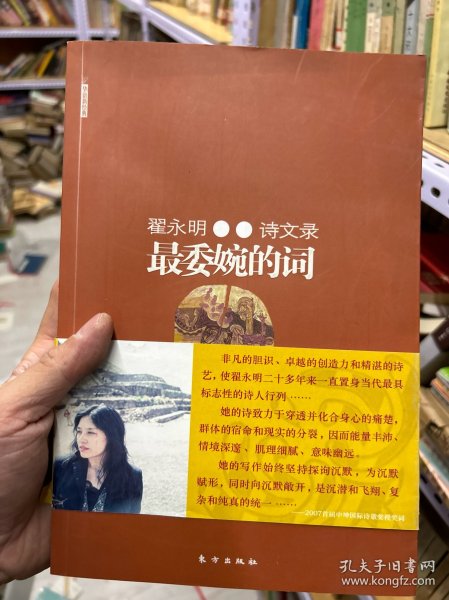 翟永明 诗文录
最委婉的词
非凡的胆识、卓越的创造力和精湛的诗
艺,使翟永明二十多年来一直置身当代最具
标志性的诗人行列……
她的诗致力于穿透并化合身心的痛楚,
群体的宿命和现实的分裂,因而能量丰沛、
情境深邃、肌理细腻、意味幽远。
她的写作始终坚持探询沉默,为沉默
赋形,同时向沉默敞开,是沉潜和飞翔、复
杂和纯真的统一……
——2007首届中坤国际诗歌奖授奖词
东方出版社
孔夫子旧书网
www.kongfz.com